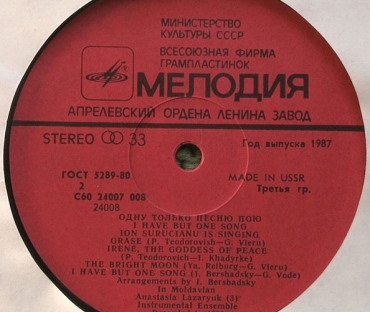 МИНИСТЕРСТВО
КУЛЬТУРЫ СССР
ВСЕСОЮЗНАЯ ФИРМА
ГРАМПЛАСТИНОК
МЕЛОДИЯ
АПРЕЛЕВСКИЙ ОРДЕНА ЛЕНИНА ЗАВОД
STEREO 33
Год выпуска 1987
ГОСТ 5289-80
2
С60 24007 008
24008
MADE IN USSR
Третья гр.
ОДНУ ТОЛЬКО ПЕСНЮ ПОЮ
I HAVE BUT ONE SONG
ION SURUCIANU IS SINGING
GRASE (P. Teodorovish—G. Vieru)
IRENE, THE GODDESS OF PEACE
(P. Teodorovich—I. Khadyrke)
THE BRIGHT MOON (Ya. Reiburg—G. Vieru)
I HAVE BUT ONE SONG (I. Bershadsky—G. Vode)
Arrangements by I. Bershadsky
In Moldavian
Anastasia Lazaryuk (3)
Instrumental Ensemble